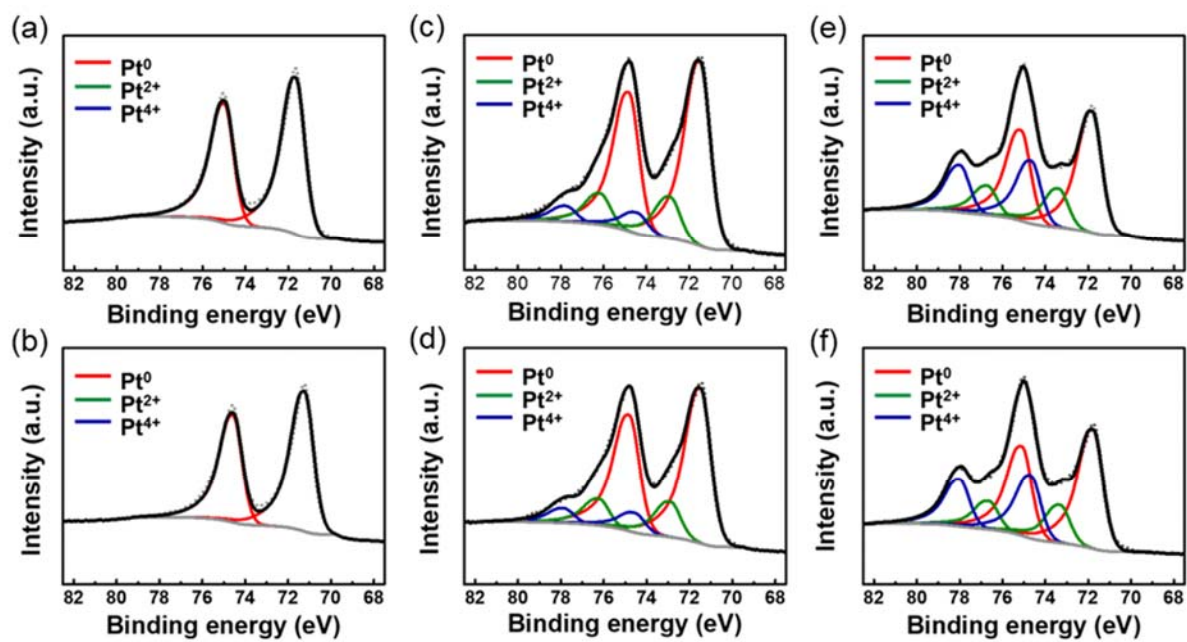 (a)
Pt⁰
Pt²⁺
Pt⁴⁺
Intensity (a.u.)
82 80 78 76 74 72 70 68
Binding energy (eV)
(c)
Pt⁰
Pt²⁺
Pt⁴⁺
Intensity (a.u.)
82 80 78 76 74 72 70 68
Binding energy (eV)
(e)
Pt⁰
Pt²⁺
Pt⁴⁺
Intensity (a.u.)
82 80 78 76 74 72 70 68
Binding energy (eV)
(b)
Pt⁰
Pt²⁺
Pt⁴⁺
Intensity (a.u.)
82 80 78 76 74 72 70 68
Binding energy (eV)
(d)
Pt⁰
Pt²⁺
Pt⁴⁺
Intensity (a.u.)
82 80 78 76 74 72 70 68
Binding energy (eV)
(f)
Pt⁰
Pt²⁺
Pt⁴⁺
Intensity (a.u.)
82 80 78 76 74 72 70 68
Binding energy (eV)